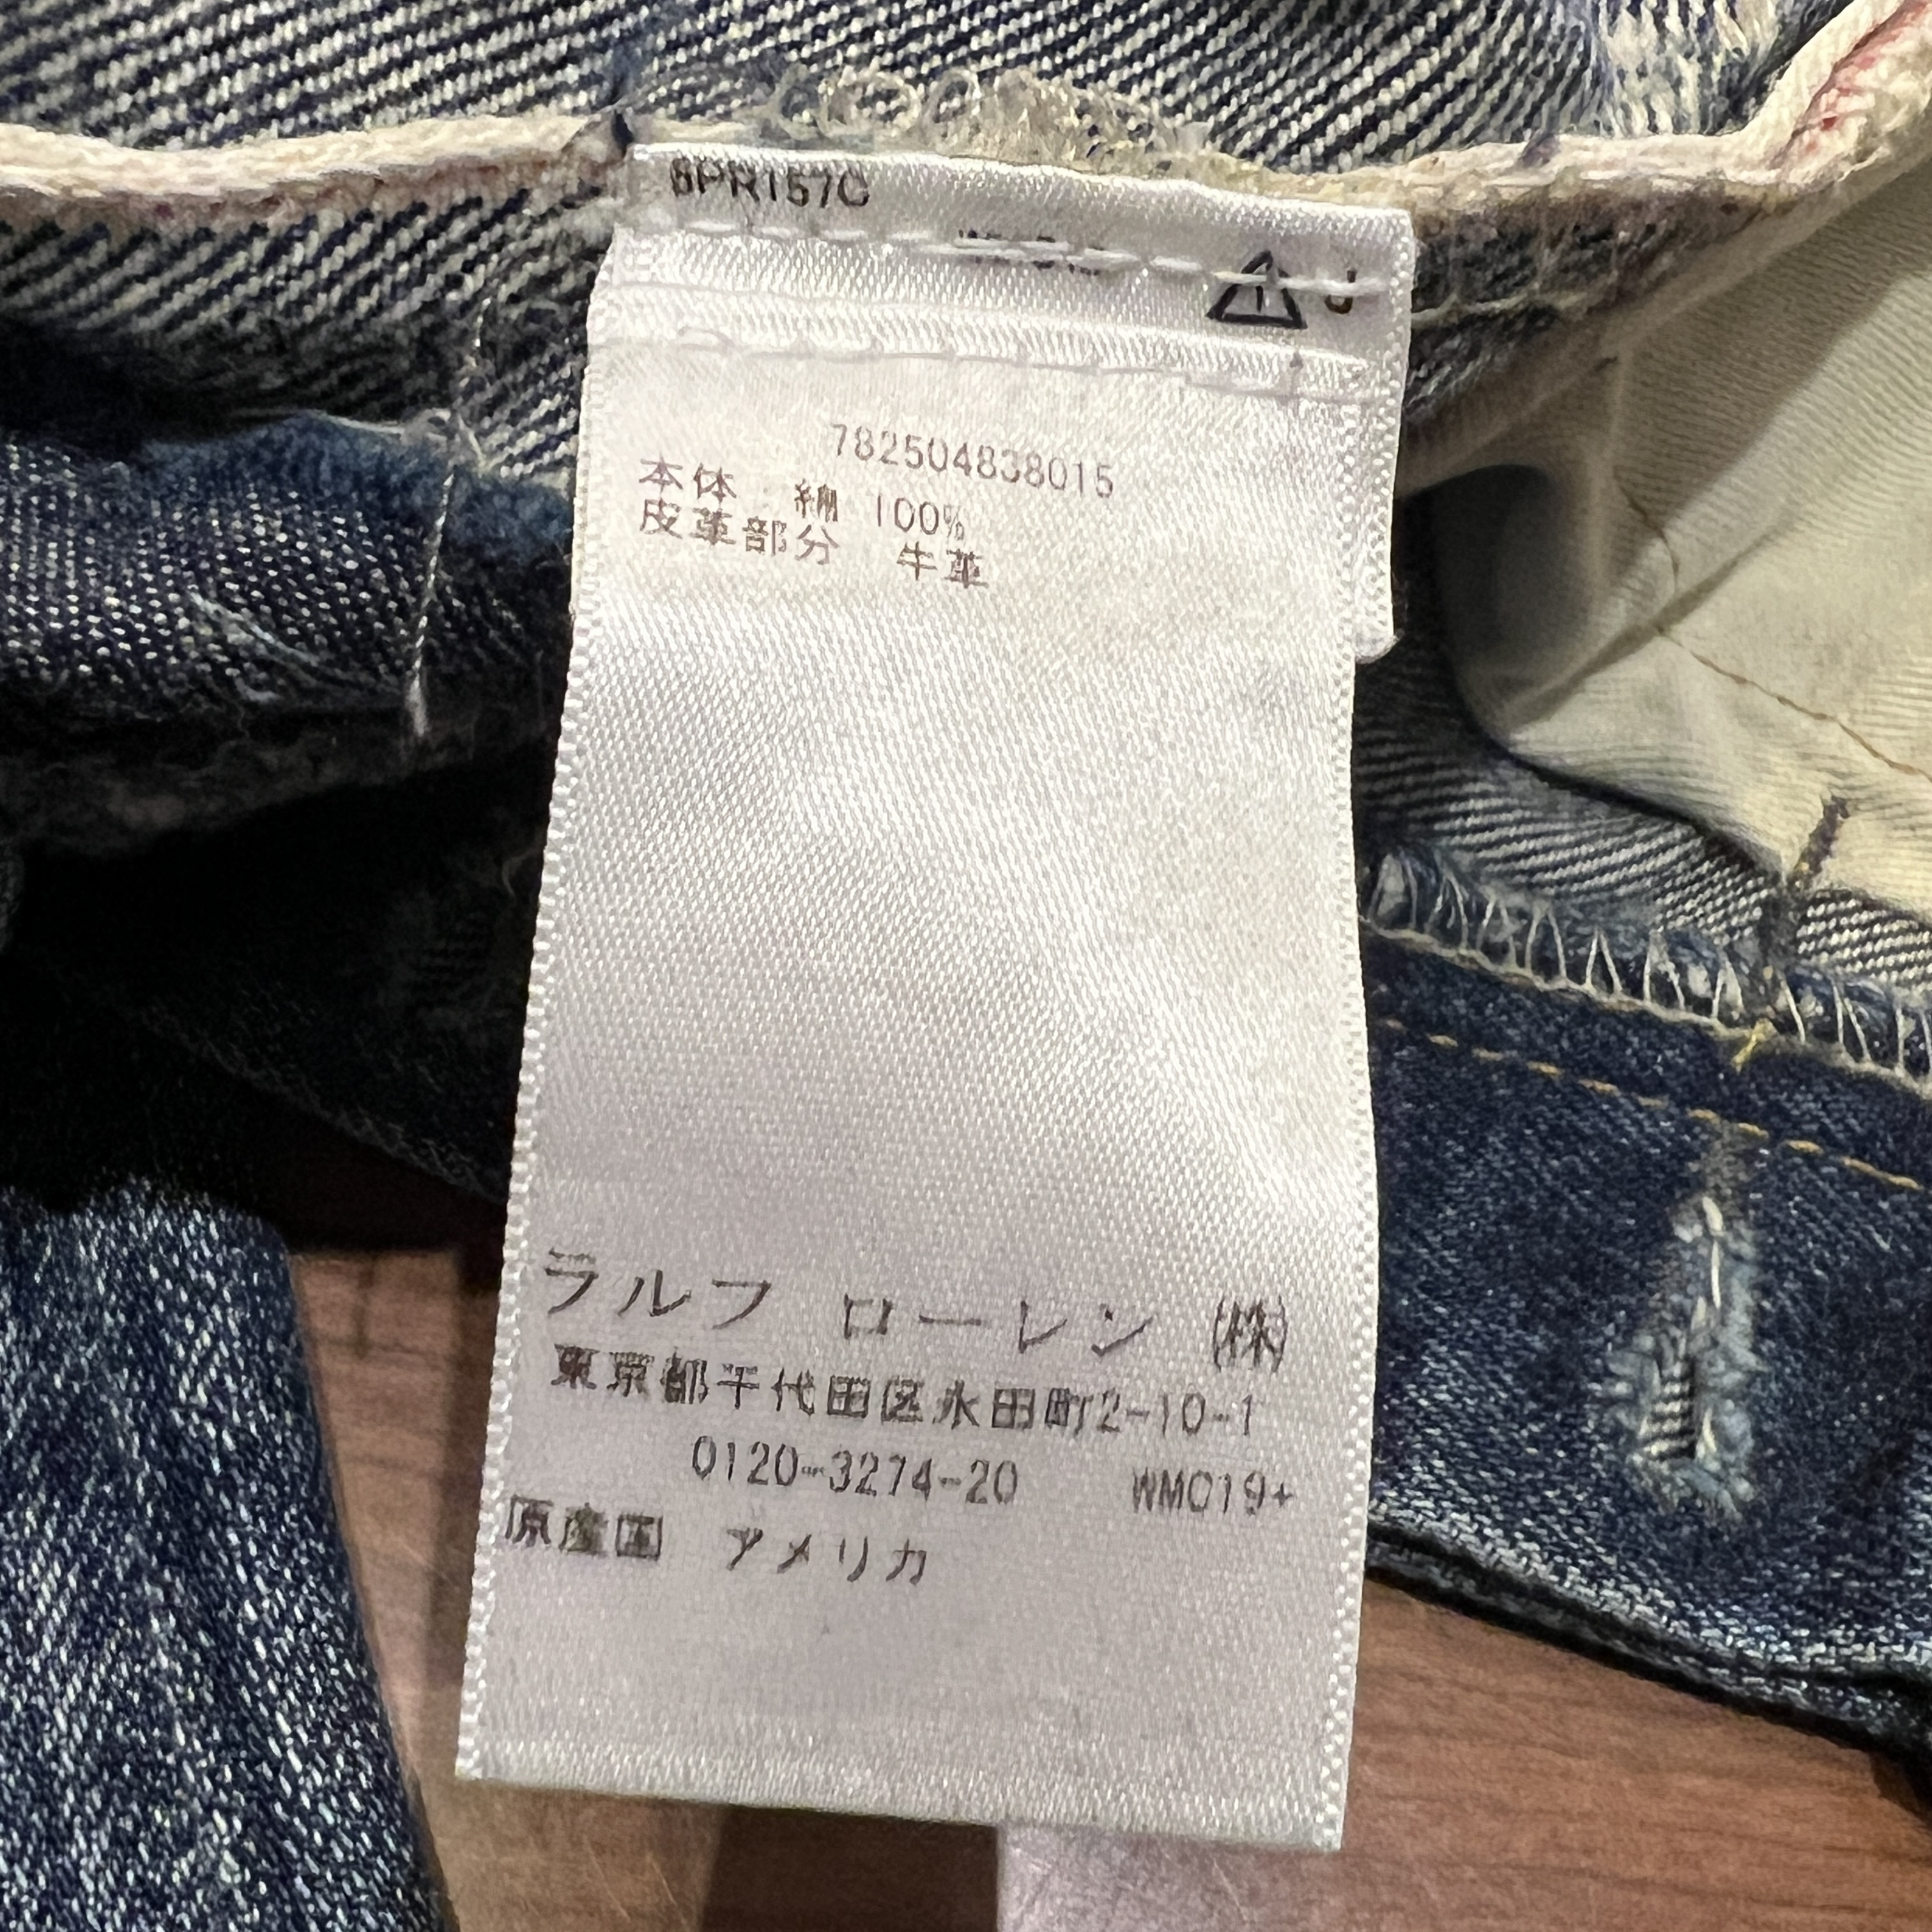 6PR157C
J
782504838015
本体 綿 100%
皮革部分 牛革
ラルフ ローレン ㈱
東京都千代田区永田町2-10-1
0120-3274-20 WMC19+
原産国 アメリカ